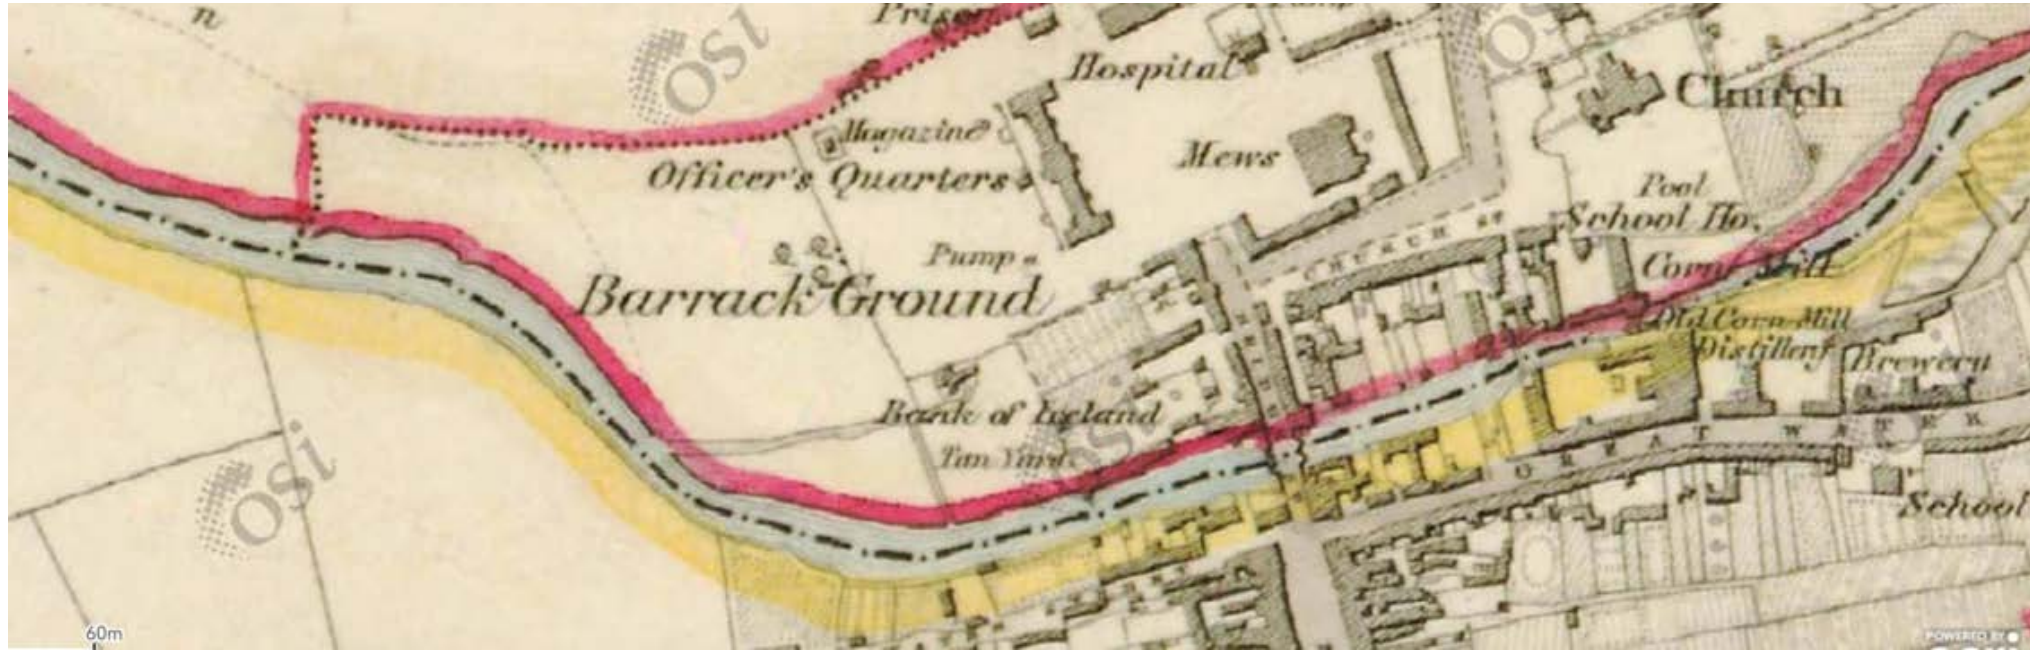 n
Prison
OSi
OSi
Hospital
Church
Magazine
Officer's Quarters
Mews
Pool
School Ho.
CHURCH ST
Pump
Corn Mill
Barrack Ground
Old Corn Mill
Distillery
Brewery
Bank of Ireland
OSi
Tan Yard
GREAT WATER
OSi
School
60m
POWERED BY